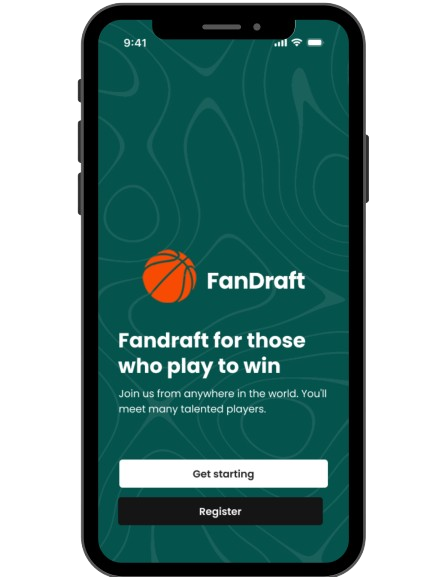 9:41
FanDraft
Fandraft for those
who play to win
Join us from anywhere in the world. You'll
meet many talented players.
Get starting
Register